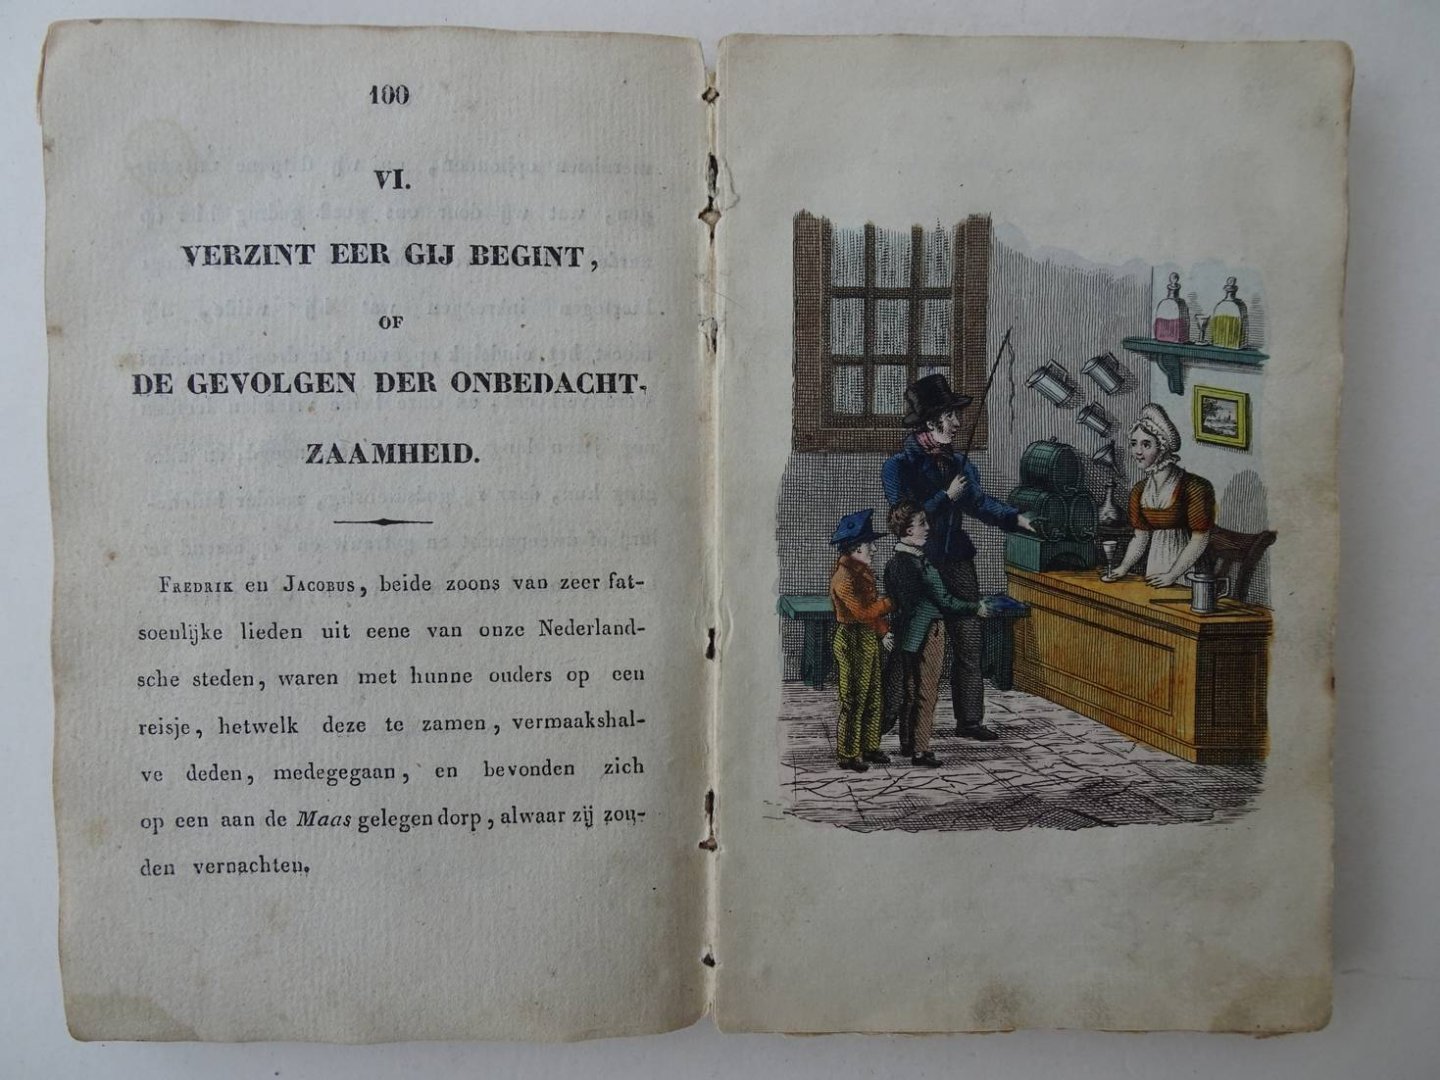 100
VI.
VERZINT EER GIJ BEGINT,
OF
DE GEVOLGEN DER ONBEDACHT-
ZAAMHEID.
FREDRIK en JACOBUS, beide zoons van zeer fat-
soenlijke lieden uit eene van onze Nederland-
sche steden, waren met hunne ouders op een
reisje, hetwelk deze te zamen, vermaakshal-
ve deden, medegegaan, en bevonden zich
op een aan de Maas gelegen dorp, alwaar zij zou-
den vernachten.